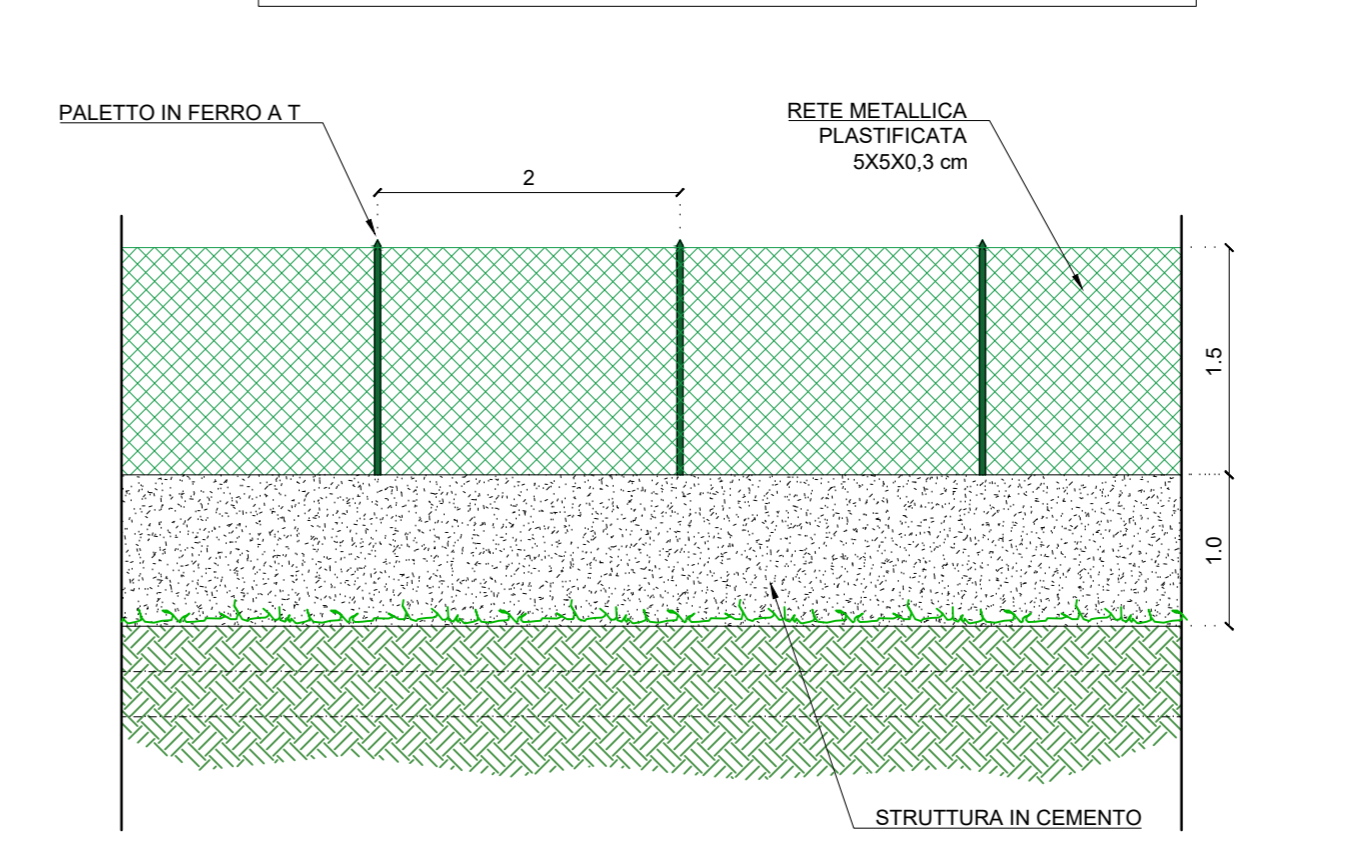 PALETTO IN FERRO A T
RETE METALLICA
PLASTIFICATA
5X5X0,3 cm
2
1.5
1.0
STRUTTURA IN CEMENTO